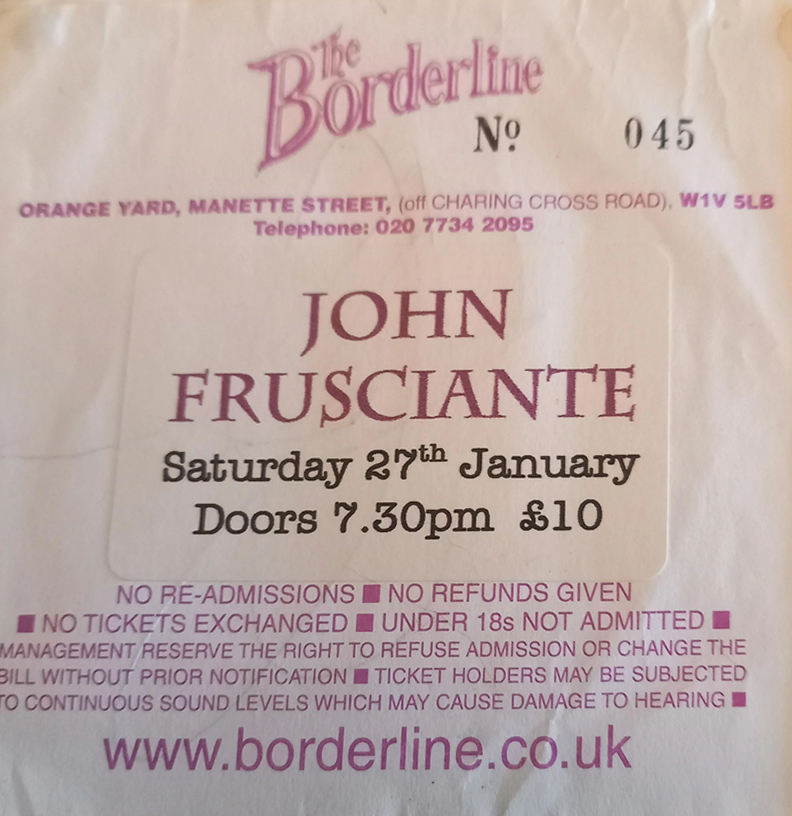 The
Borderline
Nº 045
ORANGE YARD, MANETTE STREET, (off CHARING CROSS ROAD), W1V 5LB
Telephone: 020 7734 2095
JOHN
FRUSCIANTE
Saturday 27th January
Doors 7.30pm £10
NO RE-ADMISSIONS ■ NO REFUNDS GIVEN
■ NO TICKETS EXCHANGED ■ UNDER 18s NOT ADMITTED ■
MANAGEMENT RESERVE THE RIGHT TO REFUSE ADMISSION OR CHANGE THE
BILL WITHOUT PRIOR NOTIFICATION ■ TICKET HOLDERS MAY BE SUBJECTED
TO CONTINUOUS SOUND LEVELS WHICH MAY CAUSE DAMAGE TO HEARING ■
www.borderline.co.uk